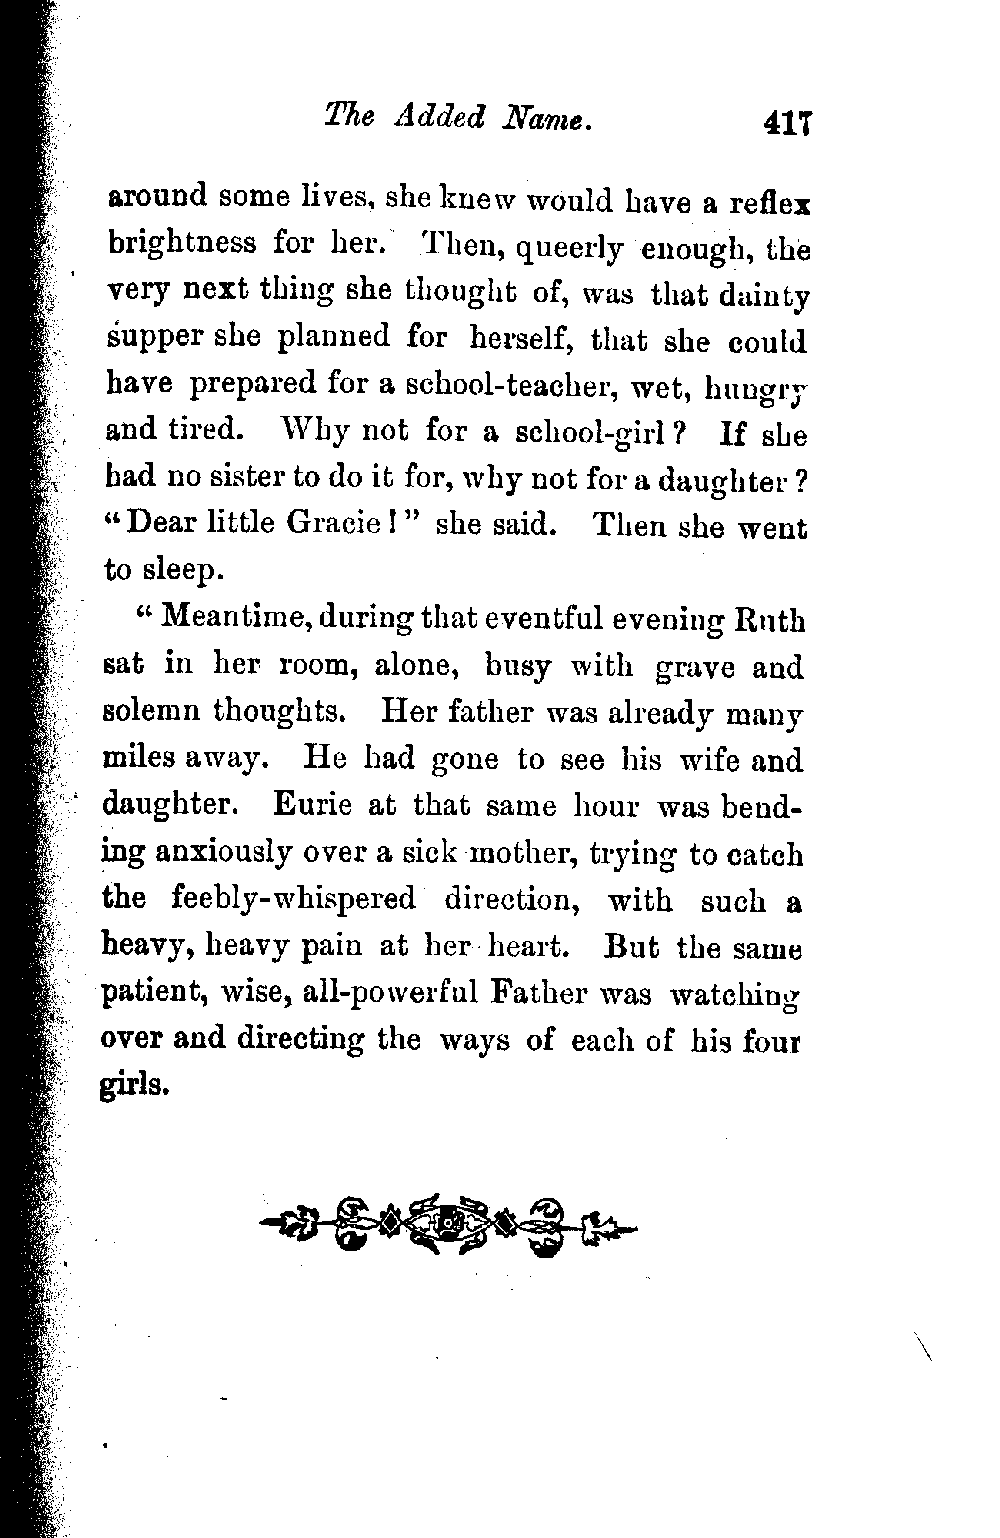 The Added Name. 417
around some lives, she knew would have a reflex
brightness for her. Then, queerly enough, the
very next thing she thought of, was that dainty
supper she planned for herself, that she could
have prepared for a school-teacher, wet, hungry
and tired. Why not for a school-girl? If she
had no sister to do it for, why not for a daughter?
"Dear little Gracie!" she said. Then she went
to sleep.
"Meantime, during that eventful evening Ruth
sat in her room, alone, busy with grave and
solemn thoughts. Her father was already many
miles away. He had gone to see his wife and
daughter. Eurie at that same hour was bend-
ing anxiously over a sick mother, trying to catch
the feebly-whispered direction, with such a
heavy, heavy pain at her heart. But the same
patient, wise, all-powerful Father was watching
over and directing the ways of each of his four
girls.